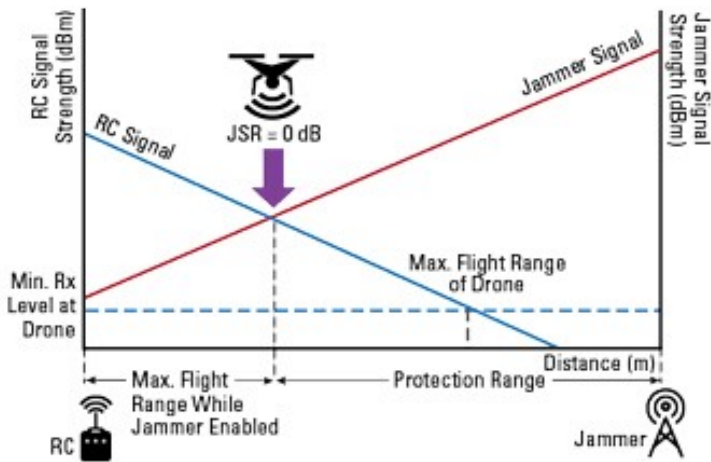 RC Signal
Strength (dBm)
Jammer Signal
Strength (dBm)
JSR = 0 dB
RC Signal
Jammer Signal
Max. Flight Range
of Drone
Min. Rx
Level at
Drone
Distance (m)
Max. Flight
Range While
Jammer Enabled
Protection Range
RC
Jammer